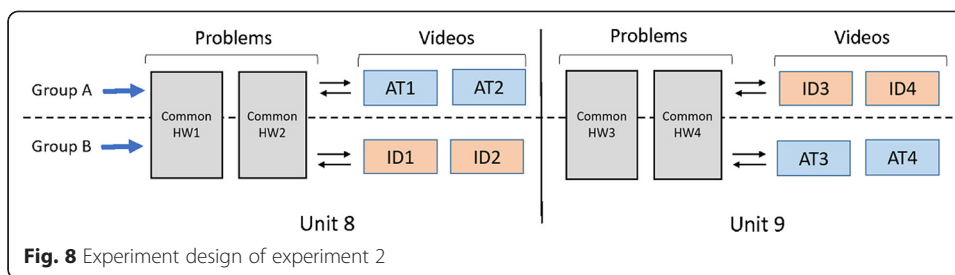 Problems Videos Problems Videos
Group A
Common HW1
Common HW2
AT1 AT2
Common HW3
Common HW4
ID3 ID4
Group B
ID1 ID2
AT3 AT4
Unit 8 Unit 9
Fig. 8 Experiment design of experiment 2